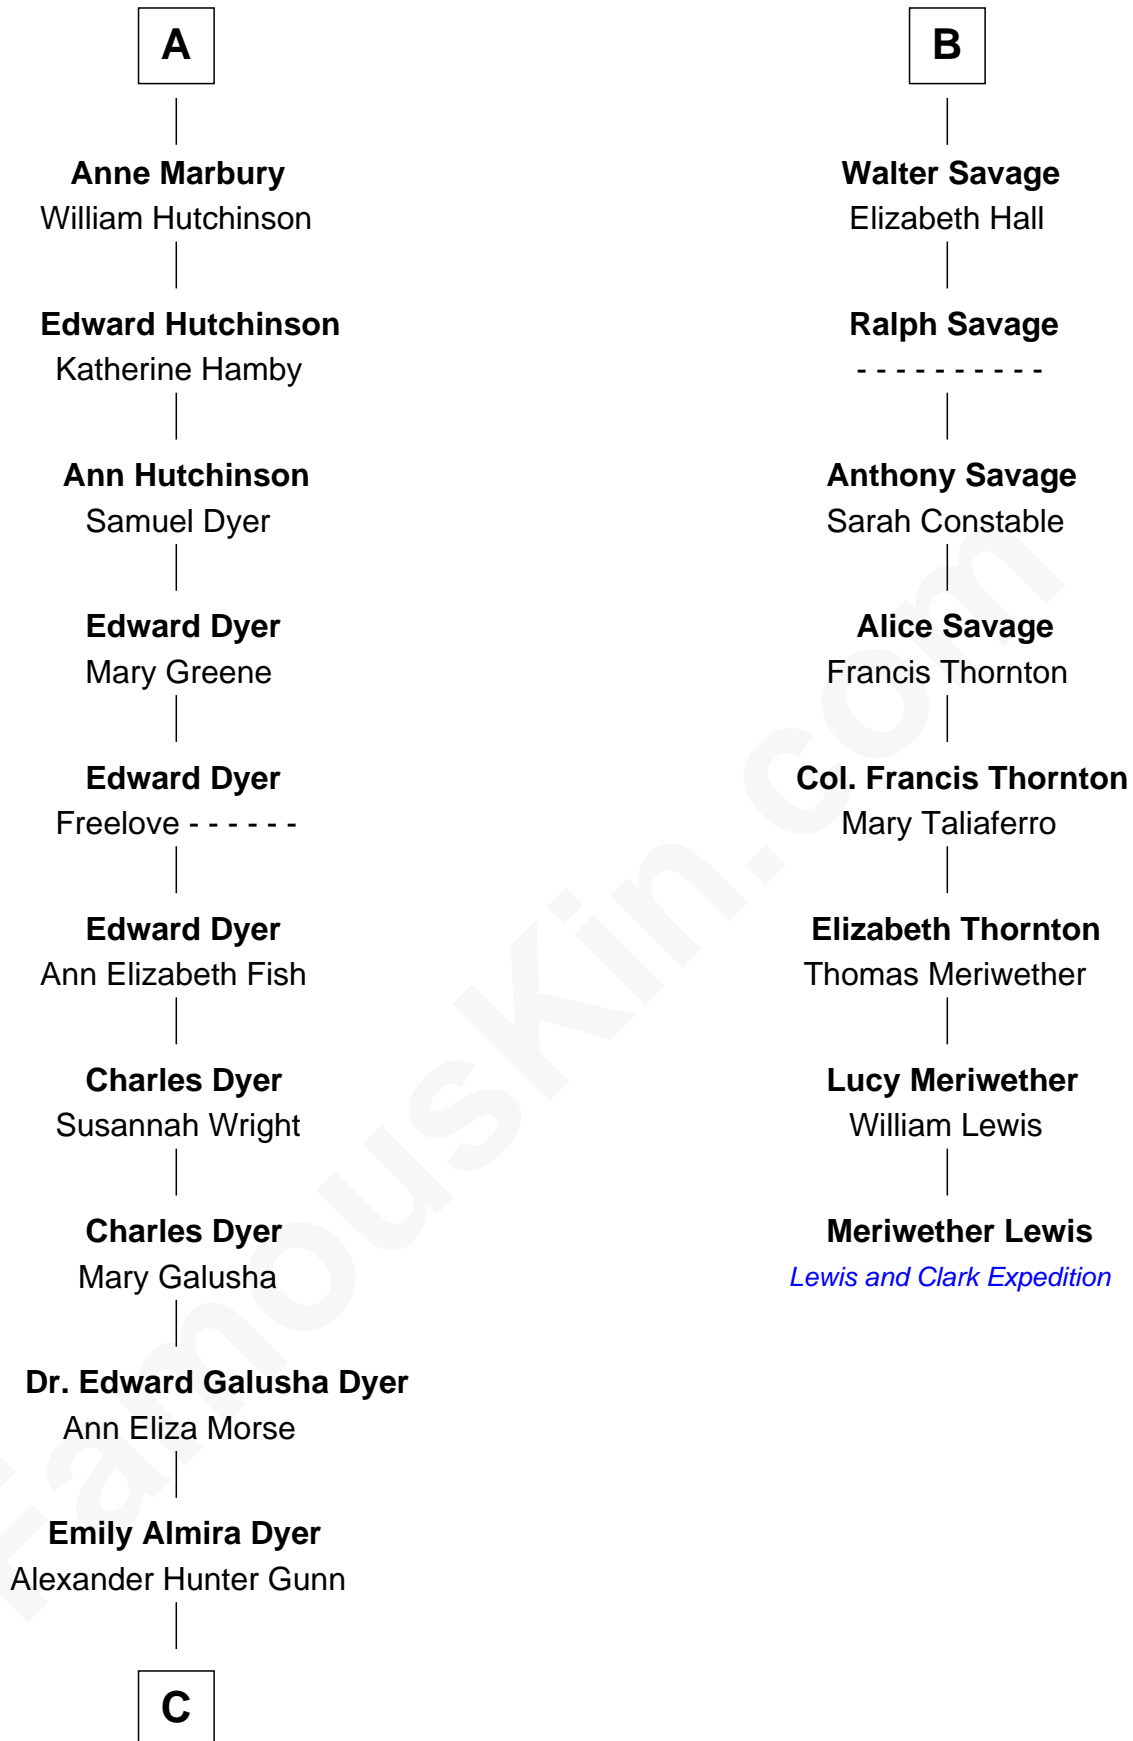 A
Anne Marbury
William Hutchinson
Edward Hutchinson
Katherine Hamby
Ann Hutchinson
Samuel Dyer
Edward Dyer
Mary Greene
Edward Dyer
Freelove - - - - - -
Edward Dyer
Ann Elizabeth Fish
Charles Dyer
Susannah Wright
Charles Dyer
Mary Galusha
Dr. Edward Galusha Dyer
Ann Eliza Morse
Emily Almira Dyer
Alexander Hunter Gunn
C
B
Walter Savage
Elizabeth Hall
Ralph Savage
- - - - - - - - - -
Anthony Savage
Sarah Constable
Alice Savage
Francis Thornton
Col. Francis Thornton
Mary Taliaferro
Elizabeth Thornton
Thomas Meriwether
Lucy Meriwether
William Lewis
Meriwether Lewis
Lewis and Clark Expedition
FamousKin.com